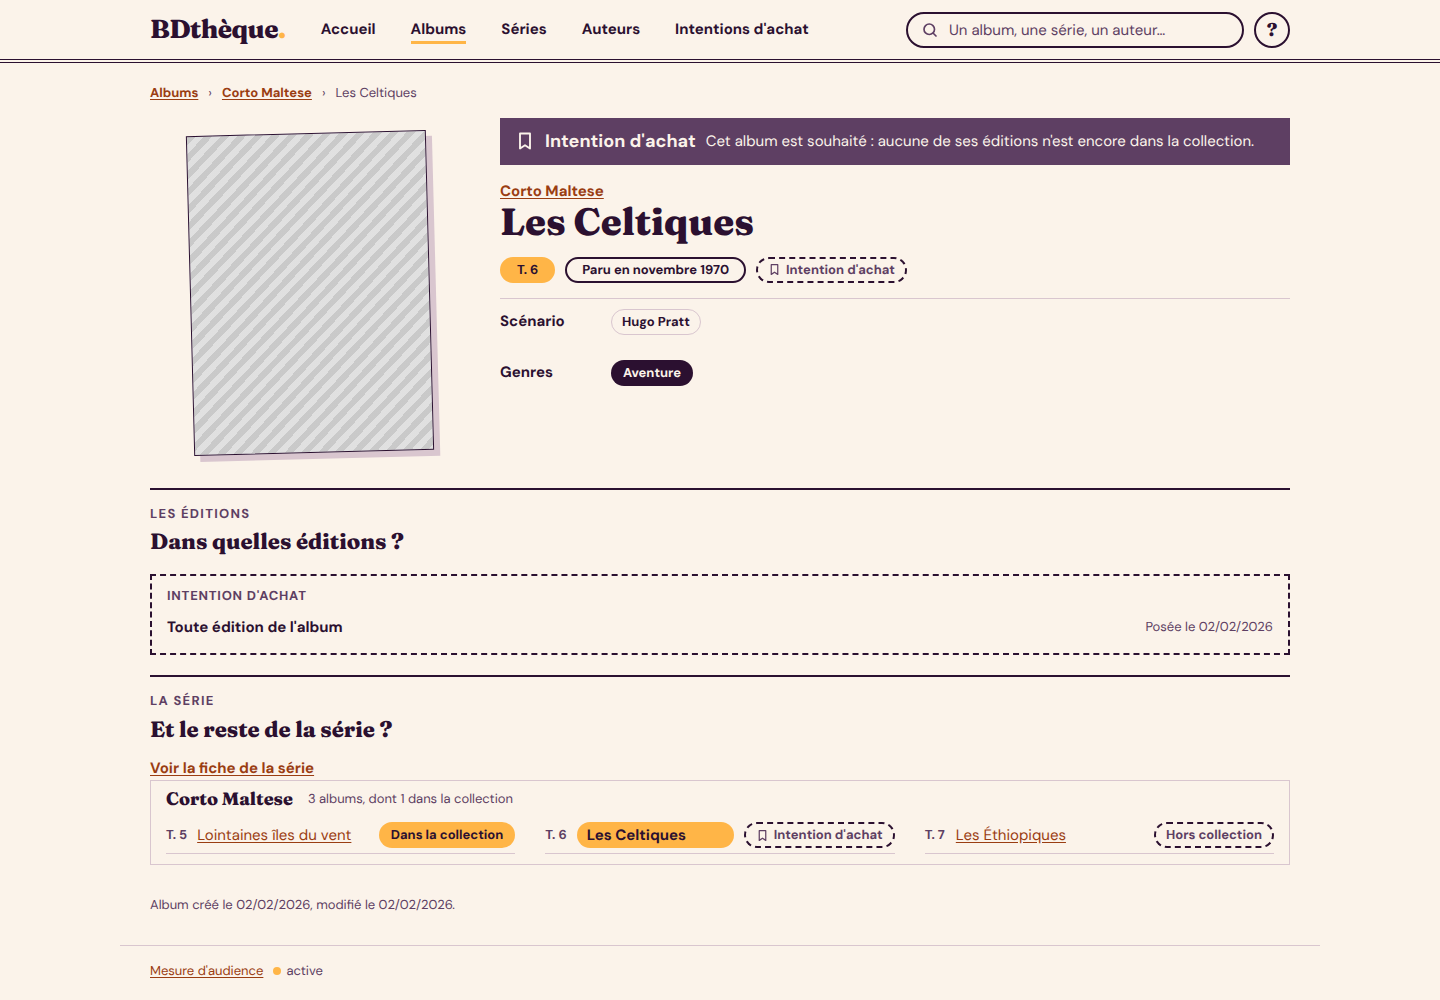 BDthèque.
Accueil Albums Séries Auteurs Intentions d'achat Un album, une série, un auteur... ?
Albums › Corto Maltese › Les Celtiques
Intention d'achat Cet album est souhaité : aucune de ses éditions n'est encore dans la collection.
Corto Maltese
Les Celtiques
T. 6 Paru en novembre 1970 Intention d'achat
Scénario Hugo Pratt
Genres Aventure
LES ÉDITIONS
Dans quelles éditions ?
INTENTION D'ACHAT
Toute édition de l'album Posée le 02/02/2026
LA SÉRIE
Et le reste de la série ?
Voir la fiche de la série
Corto Maltese 3 albums, dont 1 dans la collection
T. 5 Lointaines îles du vent Dans la collection T. 6 Les Celtiques Intention d'achat T. 7 Les Éthiopiques Hors collection
Album créé le 02/02/2026, modifié le 02/02/2026.
Mesure d'audience active